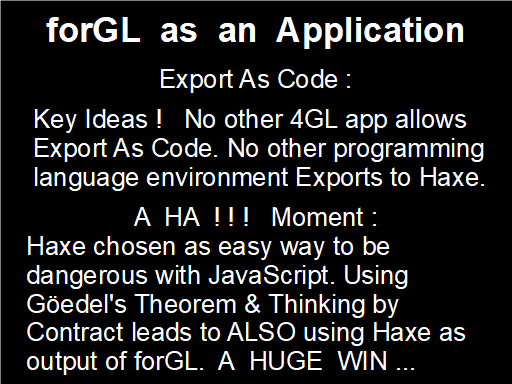 forGL as an Application
Export As Code :
Key Ideas ! No other 4GL app allows
Export As Code. No other programming
language environment Exports to Haxe.
A HA ! ! ! Moment :
Haxe chosen as easy way to be
dangerous with JavaScript. Using
Göedel's Theorem & Thinking by
Contract leads to ALSO using Haxe as
output of forGL. A HUGE WIN ...